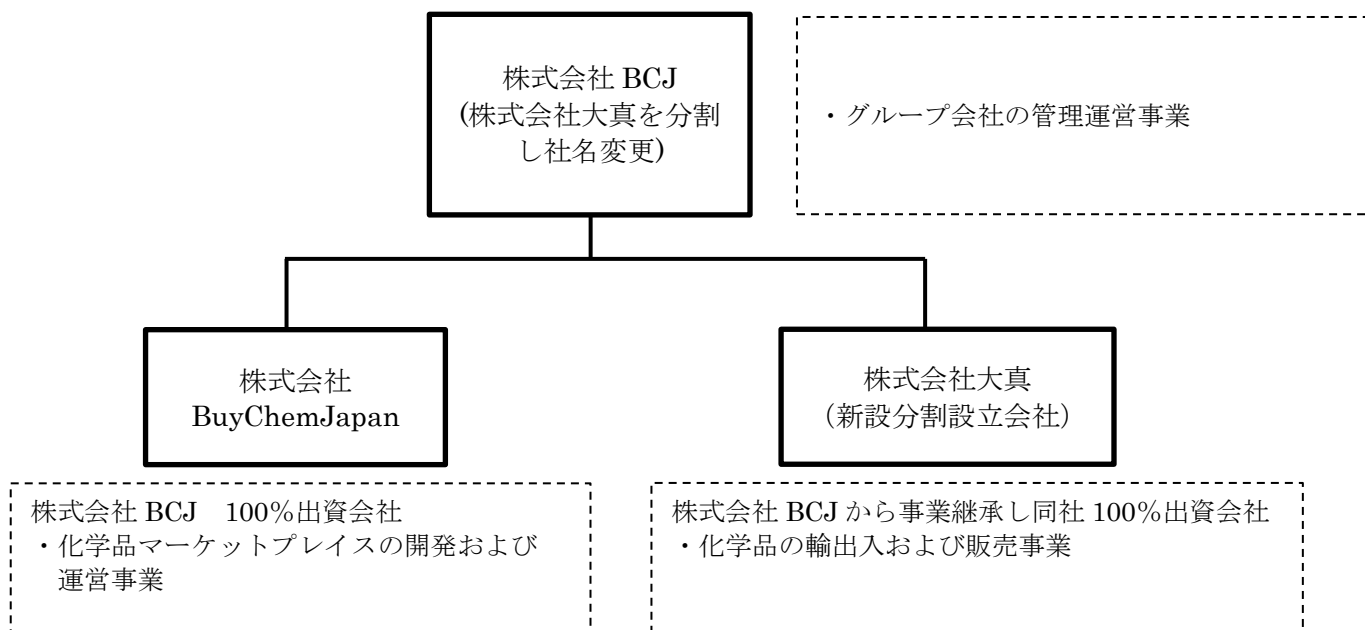 株式会社 BCJ
(株式会社大真を分割
し社名変更)
・グループ会社の管理運営事業
株式会社
BuyChemJapan
株式会社大真
（新設分割設立会社）
株式会社 BCJ　100％出資会社
・化学品マーケットプレイスの開発および
運営事業
株式会社 BCJ から事業継承し同社 100％出資会社
・化学品の輸出入および販売事業